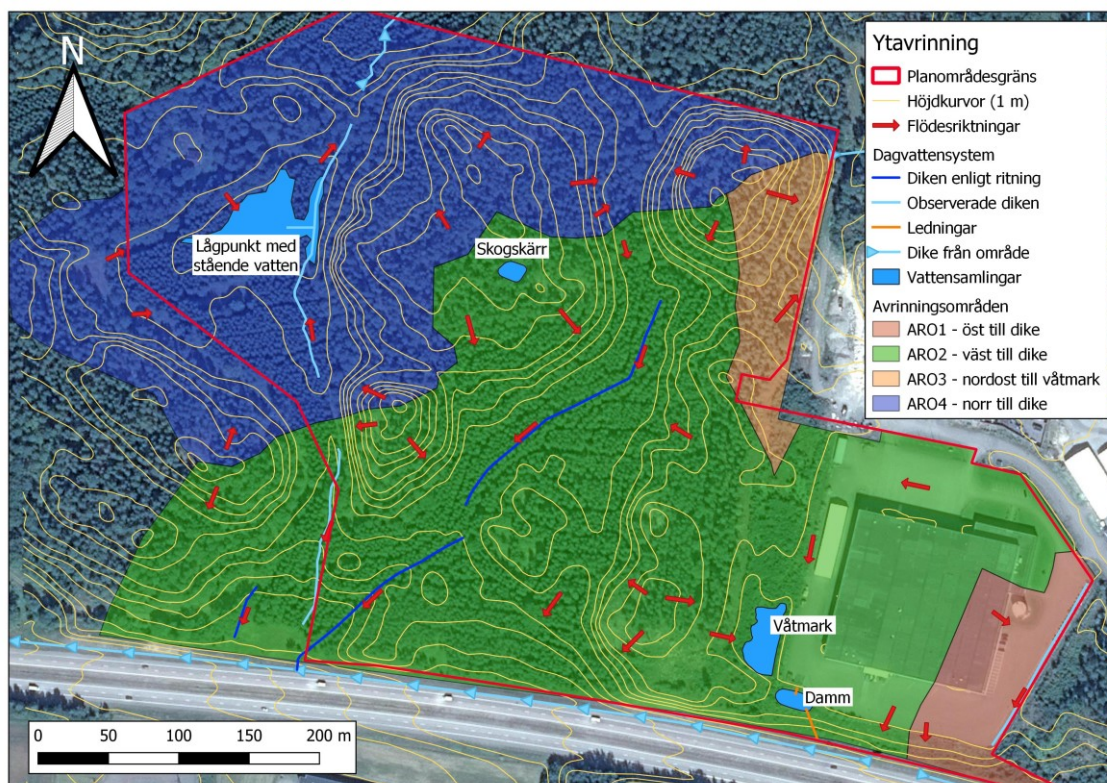 N
Ytavrinning
Planområdesgräns
Höjdkurvor (1 m)
Flödesriktningar
Dagvattensystem
Diken enligt ritning
Observerade diken
Ledningar
Dike från område
Vattensamlingar
Avrinningsområden
ARO1 - öst till dike
ARO2 - väst till dike
ARO3 - nordost till våtmark
ARO4 - norr till dike
Lågpunkt med
stående vatten
Skogskärr
Våtmark
Damm
0 50 100 150 200 m